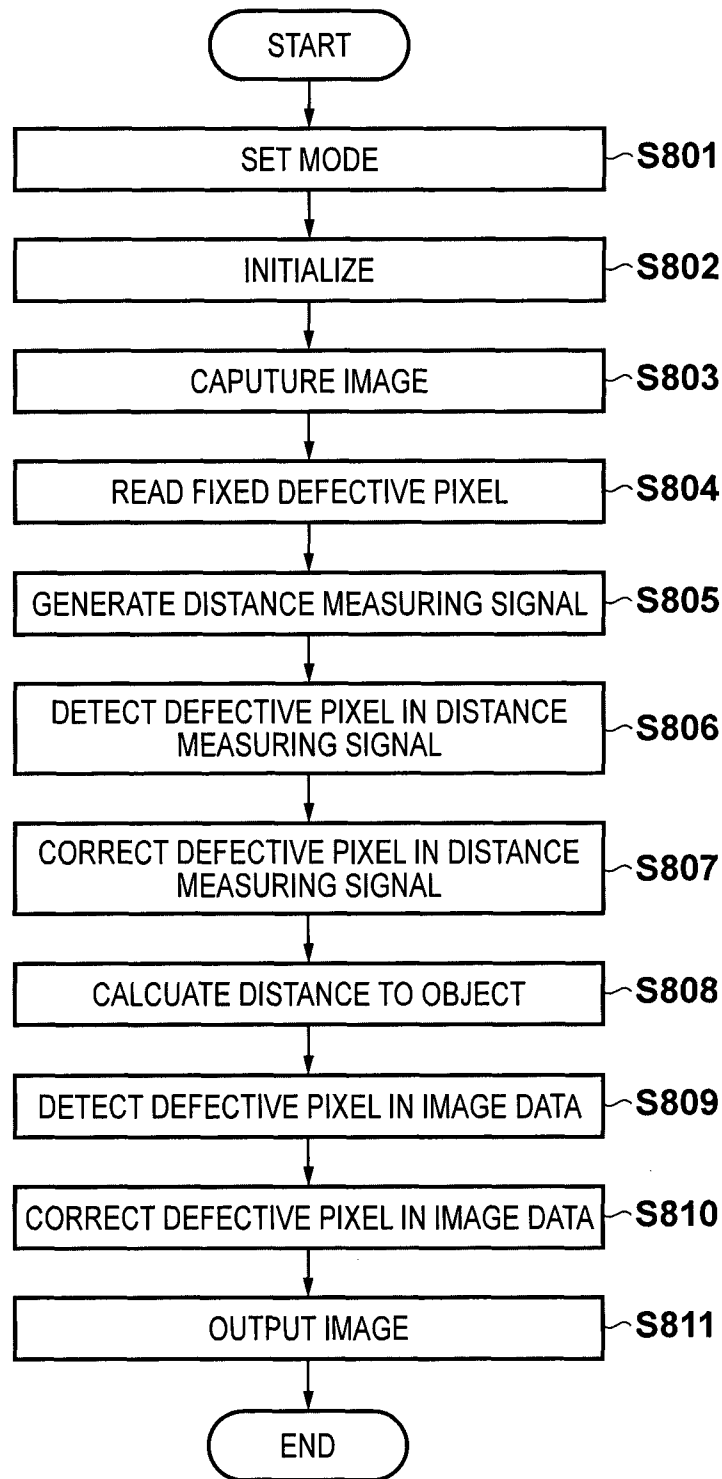 START
SET MODE
S801
INITIALIZE
S802
CAPUTURE IMAGE
S803
READ FIXED DEFECTIVE PIXEL
S804
GENERATE DISTANCE MEASURING SIGNAL
S805
DETECT DEFECTIVE PIXEL IN DISTANCE
MEASURING SIGNAL
S806
CORRECT DEFECTIVE PIXEL IN DISTANCE
MEASURING SIGNAL
S807
CALCUATE DISTANCE TO OBJECT
S808
DETECT DEFECTIVE PIXEL IN IMAGE DATA
S809
CORRECT DEFECTIVE PIXEL IN IMAGE DATA
S810
OUTPUT IMAGE
S811
END